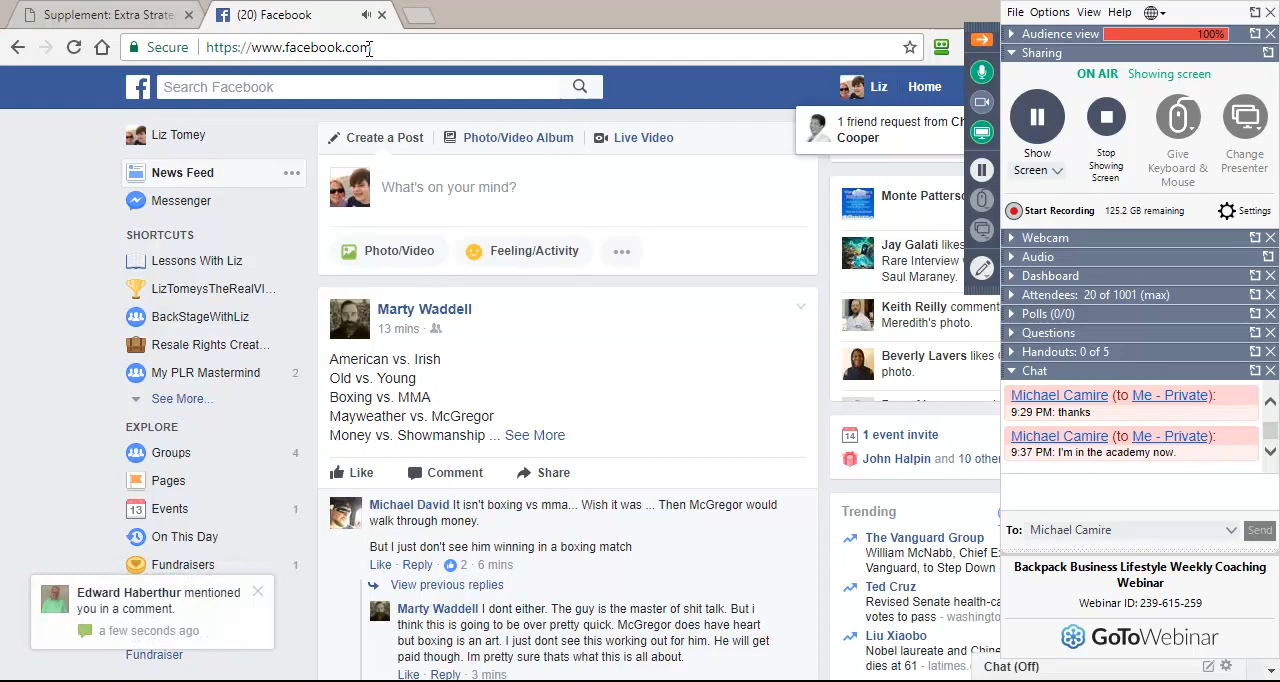 Supplement: Extra Strate
(20) Facebook
Secure
https://www.facebook.com
Search Facebook
Liz
Home
1 friend request from Ch
Cooper
Liz Tomey
News Feed
Messenger
SHORTCUTS
Lessons With Liz
LizTomeysTheRealVI...
BackStageWithLiz
Resale Rights Creat...
My PLR Mastermind 2
See More...
EXPLORE
Groups 4
Pages
Events 1
On This Day
Fundraisers 1
Edward Haberthur mentioned
you in a comment.
a few seconds ago
Fundraiser
Create a Post
Photo/Video Album
Live Video
What's on your mind?
Photo/Video
Feeling/Activity
Marty Waddell
13 mins
American vs. Irish
Old vs. Young
Boxing vs. MMA
Mayweather vs. McGregor
Money vs. Showmanship ... See More
Like Comment Share
Michael David It isn't boxing vs mma... Wish it was ... Then McGregor would
walk through money.
But I just don't see him winning in a boxing match
Like · Reply · 2 · 6 mins
View previous replies
Marty Waddell I dont either. The guy is the master of shit talk. But i
think this is going to be over pretty quick. McGregor does have heart
but boxing is an art. I just dont see this working out for him. He will get
paid though. Im pretty sure thats what this is all about.
Like · Reply · 3 mins
Monte Patters
Jay Galati likes
Rare Interview
Saul Maraney.
Keith Reilly comment
Meredith's photo.
Beverly Lavers likes
photo.
14 1 event invite
John Halpin and 10 other
Trending
The Vanguard Group
William McNabb, Chief E
Vanguard, to Step Down
Ted Cruz
Revised Senate health-ca
votes to pass - washingto
Liu Xiaobo
Nobel laureate and Chine
dies at 61 - latimes.c
Chat (Off)
File Options View Help
Audience view 100%
Sharing
ON AIR Showing screen
Show
Screen
Stop
Showing
Screen
Give
Keyboard &
Mouse
Change
Presenter
Start Recording 125.2 GB remaining Settings
Webcam
Audio
Dashboard
Attendees: 20 of 1001 (max)
Polls (0/0)
Questions
Handouts: 0 of 5
Chat
Michael Camire (to Me - Private):
9:29 PM: thanks
Michael Camire (to Me - Private):
9:37 PM: I'm in the academy now.
To: Michael Camire Send
Backpack Business Lifestyle Weekly Coaching
Webinar
Webinar ID: 239-615-259
GoToWebinar